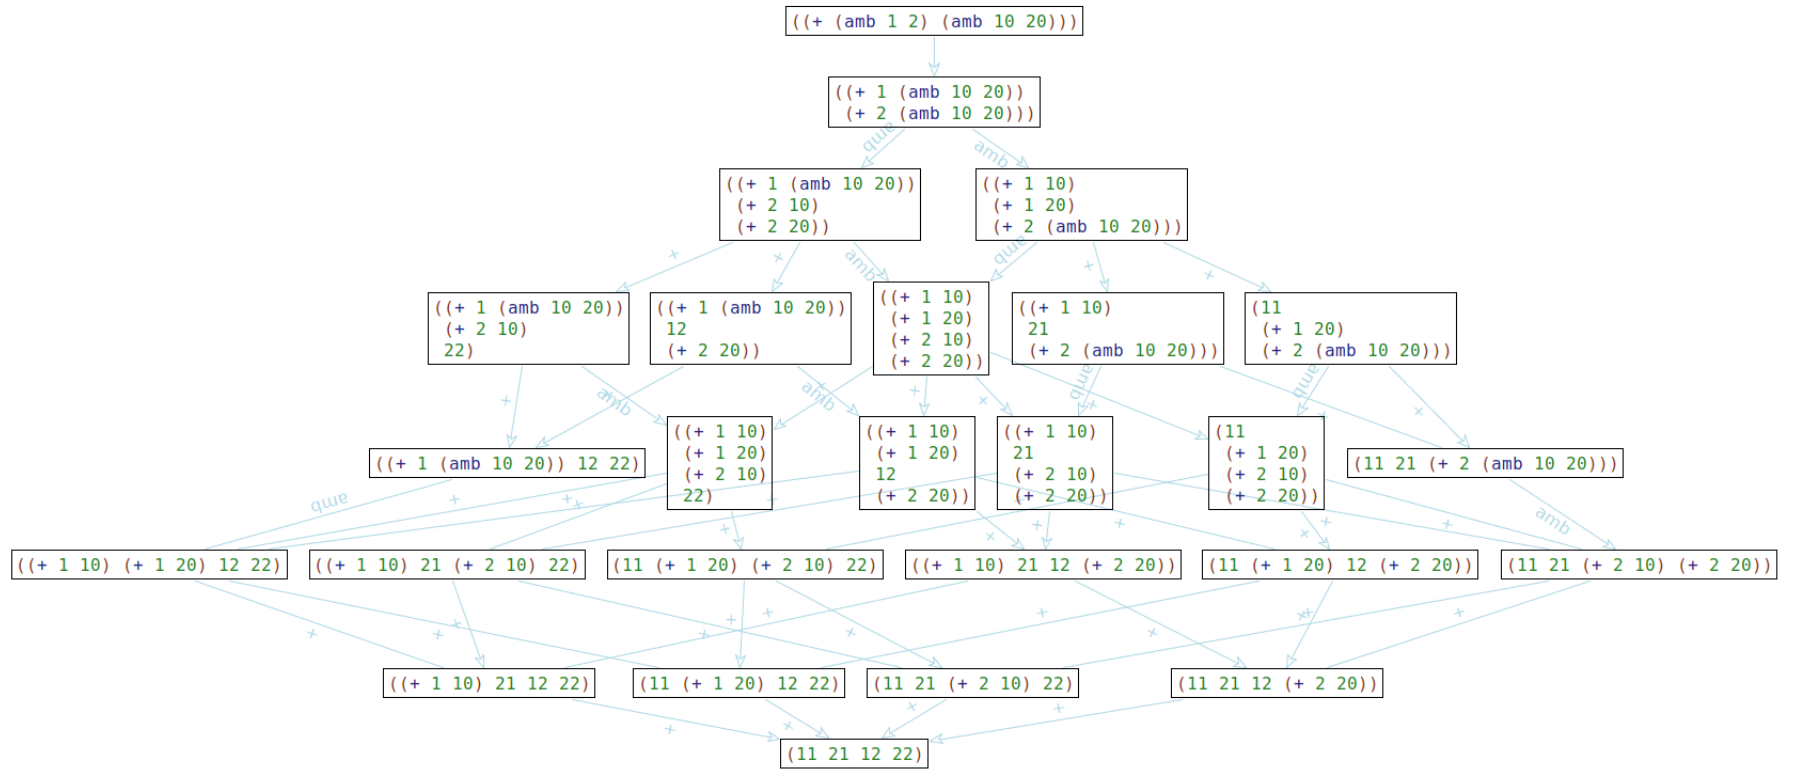 ((+ (amb 1 2) (amb 10 20)))
((+ 1 (amb 10 20))
(+ 2 (amb 10 20)))
amb
amb
((+ 1 (amb 10 20))
(+ 2 10)
(+ 2 20))
((+ 1 10)
(+ 1 20)
(+ 2 (amb 10 20)))
+
+
amb
amb
+
+
((+ 1 (amb 10 20))
(+ 2 10)
22)
((+ 1 (amb 10 20))
12
(+ 2 20))
((+ 1 10)
(+ 1 20)
(+ 2 10)
(+ 2 20))
((+ 1 10)
21
(+ 2 (amb 10 20)))
(11
(+ 1 20)
(+ 2 (amb 10 20)))
+
+
amb
+
amb
+
+
amb
+
amb
+
+
((+ 1 (amb 10 20)) 12 22)
((+ 1 10)
(+ 1 20)
(+ 2 10)
22)
((+ 1 10)
(+ 1 20)
12
(+ 2 20))
((+ 1 10)
21
(+ 2 10)
(+ 2 20))
(11
(+ 1 20)
(+ 2 10)
(+ 2 20))
(11 21 (+ 2 (amb 10 20)))
amb
+
+
+
+
+
+
+
+
+
+
+
amb
((+ 1 10) (+ 1 20) 12 22)
((+ 1 10) 21 (+ 2 10) 22)
(11 (+ 1 20) (+ 2 10) 22)
((+ 1 10) 21 12 (+ 2 20))
(11 (+ 1 20) 12 (+ 2 20))
(11 21 (+ 2 10) (+ 2 20))
+
+
+
+
+
+
+
+
+
+
+
+
((+ 1 10) 21 12 22)
(11 (+ 1 20) 12 22)
(11 21 (+ 2 10) 22)
(11 21 12 (+ 2 20))
+
+
+
+
(11 21 12 22)